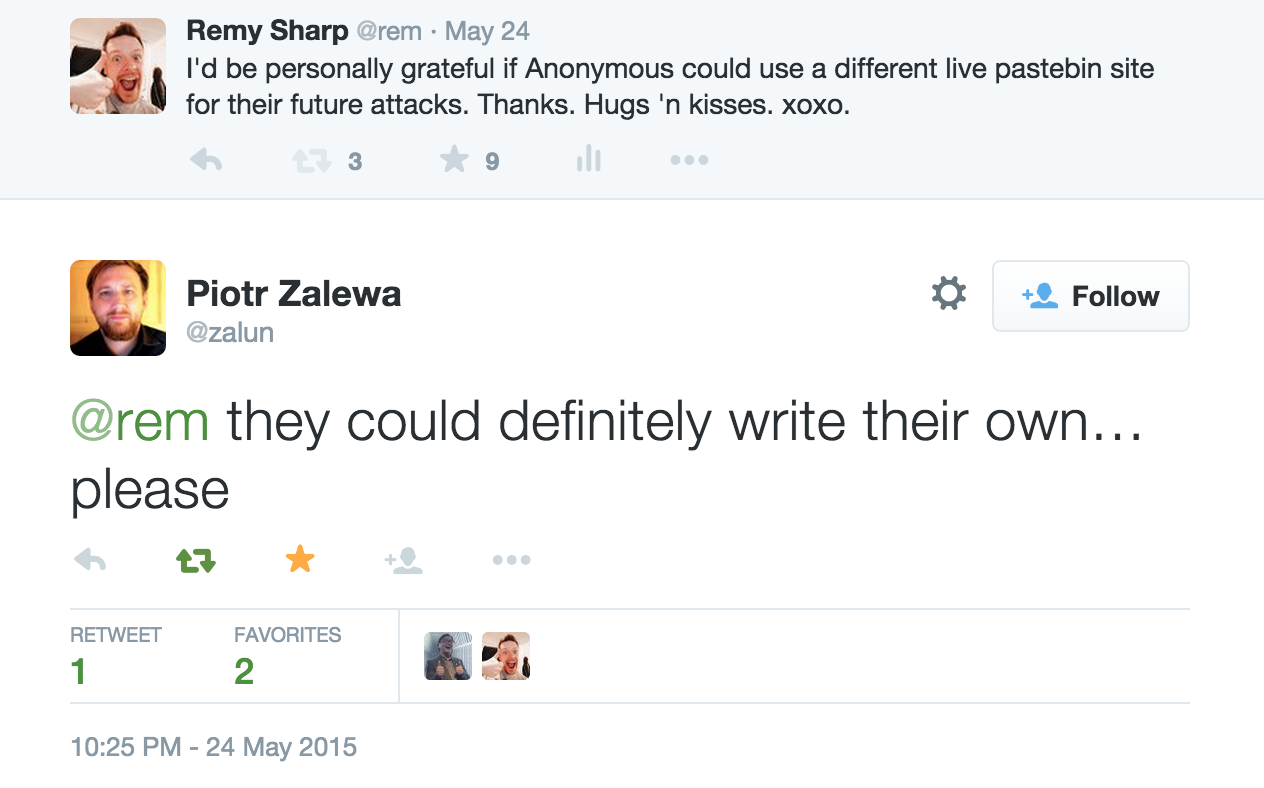 Remy Sharp @rem · May 24
I'd be personally grateful if Anonymous could use a different live pastebin site
for their future attacks. Thanks. Hugs 'n kisses. xoxo.
3 9
Piotr Zalewa
@zalun
Follow
@rem they could definitely write their own…
please
RETWEET FAVORITES
1 2
10:25 PM - 24 May 2015